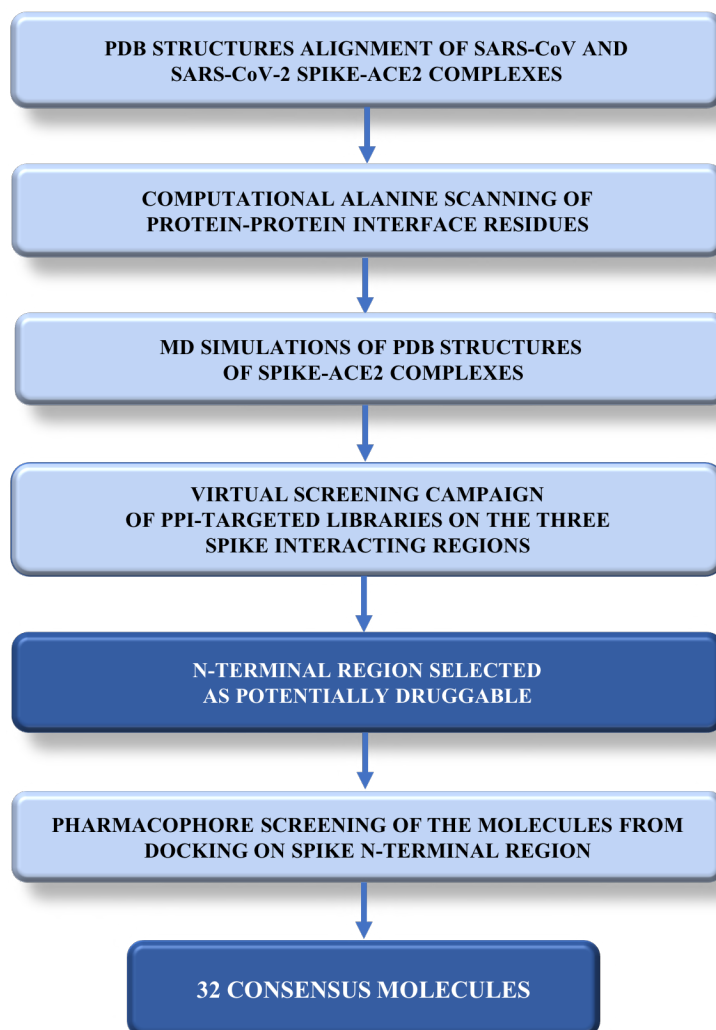 PDB STRUCTURES ALIGNMENT OF SARS-CoV AND
SARS-CoV-2 SPIKE-ACE2 COMPLEXES
COMPUTATIONAL ALANINE SCANNING OF
PROTEIN-PROTEIN INTERFACE RESIDUES
MD SIMULATIONS OF PDB STRUCTURES
OF SPIKE-ACE2 COMPLEXES
VIRTUAL SCREENING CAMPAIGN
OF PPI-TARGETED LIBRARIES ON THE THREE
SPIKE INTERACTING REGIONS
N-TERMINAL REGION SELECTED
AS POTENTIALLY DRUGGABLE
PHARMACOPHORE SCREENING OF THE MOLECULES FROM
DOCKING ON SPIKE N-TERMINAL REGION
32 CONSENSUS MOLECULES